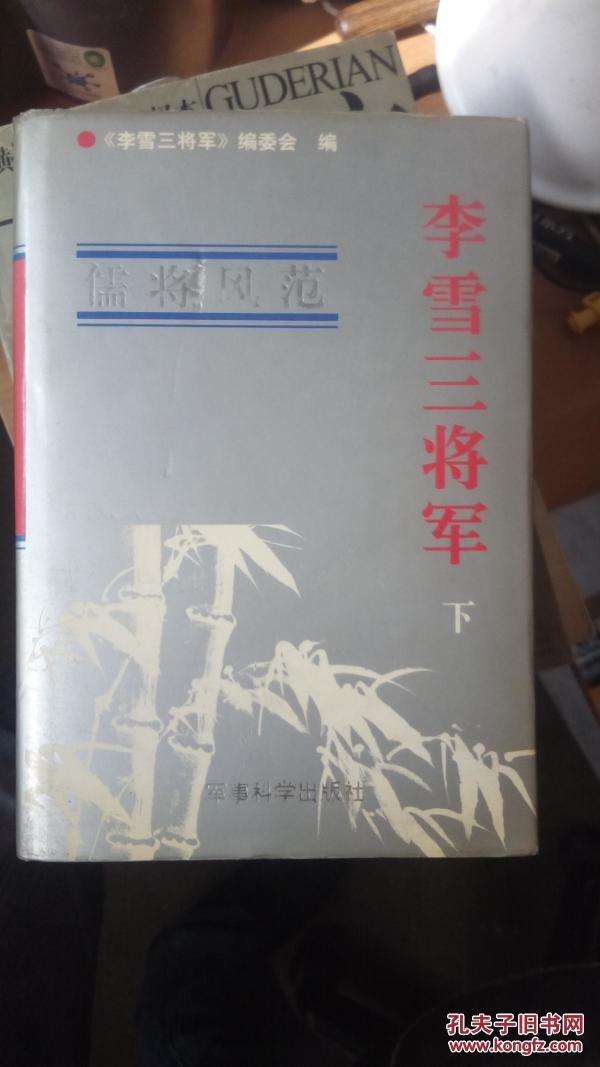 GUDERIAN
●《李雪三将军》编委会 编
儒将风范
李雪三将军
下
军事科学出版社
孔夫子旧书网
www.kongfz.com